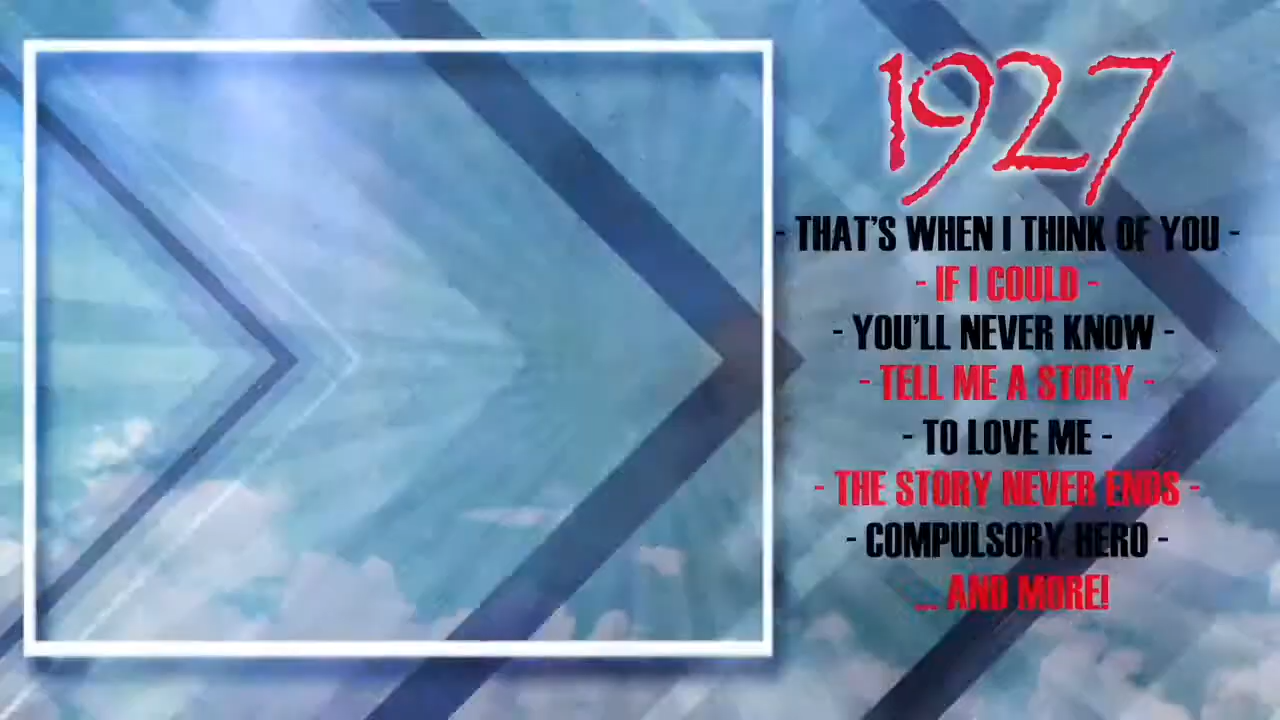 1927
- THAT'S WHEN I THINK OF YOU -
- IF I COULD -
- YOU'LL NEVER KNOW -
- TELL ME A STORY -
- TO LOVE ME -
- THE STORY NEVER ENDS -
- COMPULSORY HERO -
... AND MORE!